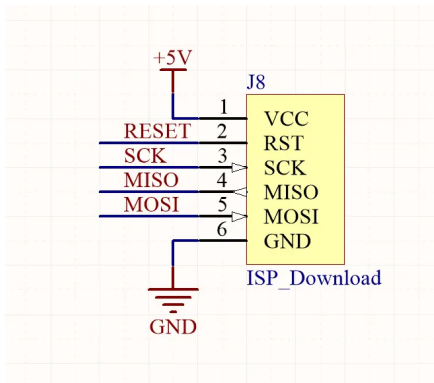 +5V
J8
1 VCC
RESET 2 RST
SCK 3 SCK
MISO 4 MISO
MOSI 5 MOSI
6 GND
ISP_Download
GND